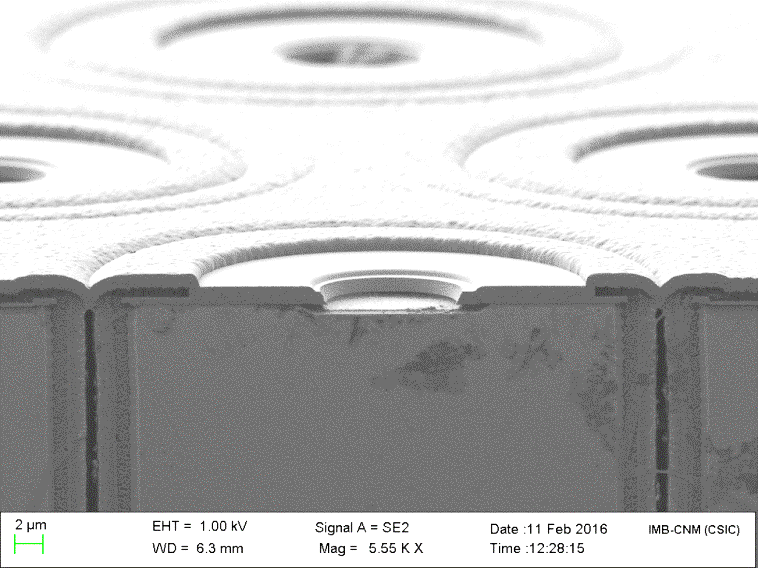 2 µm
EHT = 1.00 kV
WD = 6.3 mm
Signal A = SE2
Mag = 5.55 K X
Date :11 Feb 2016
Time :12:28:15
IMB-CNM (CSIC)